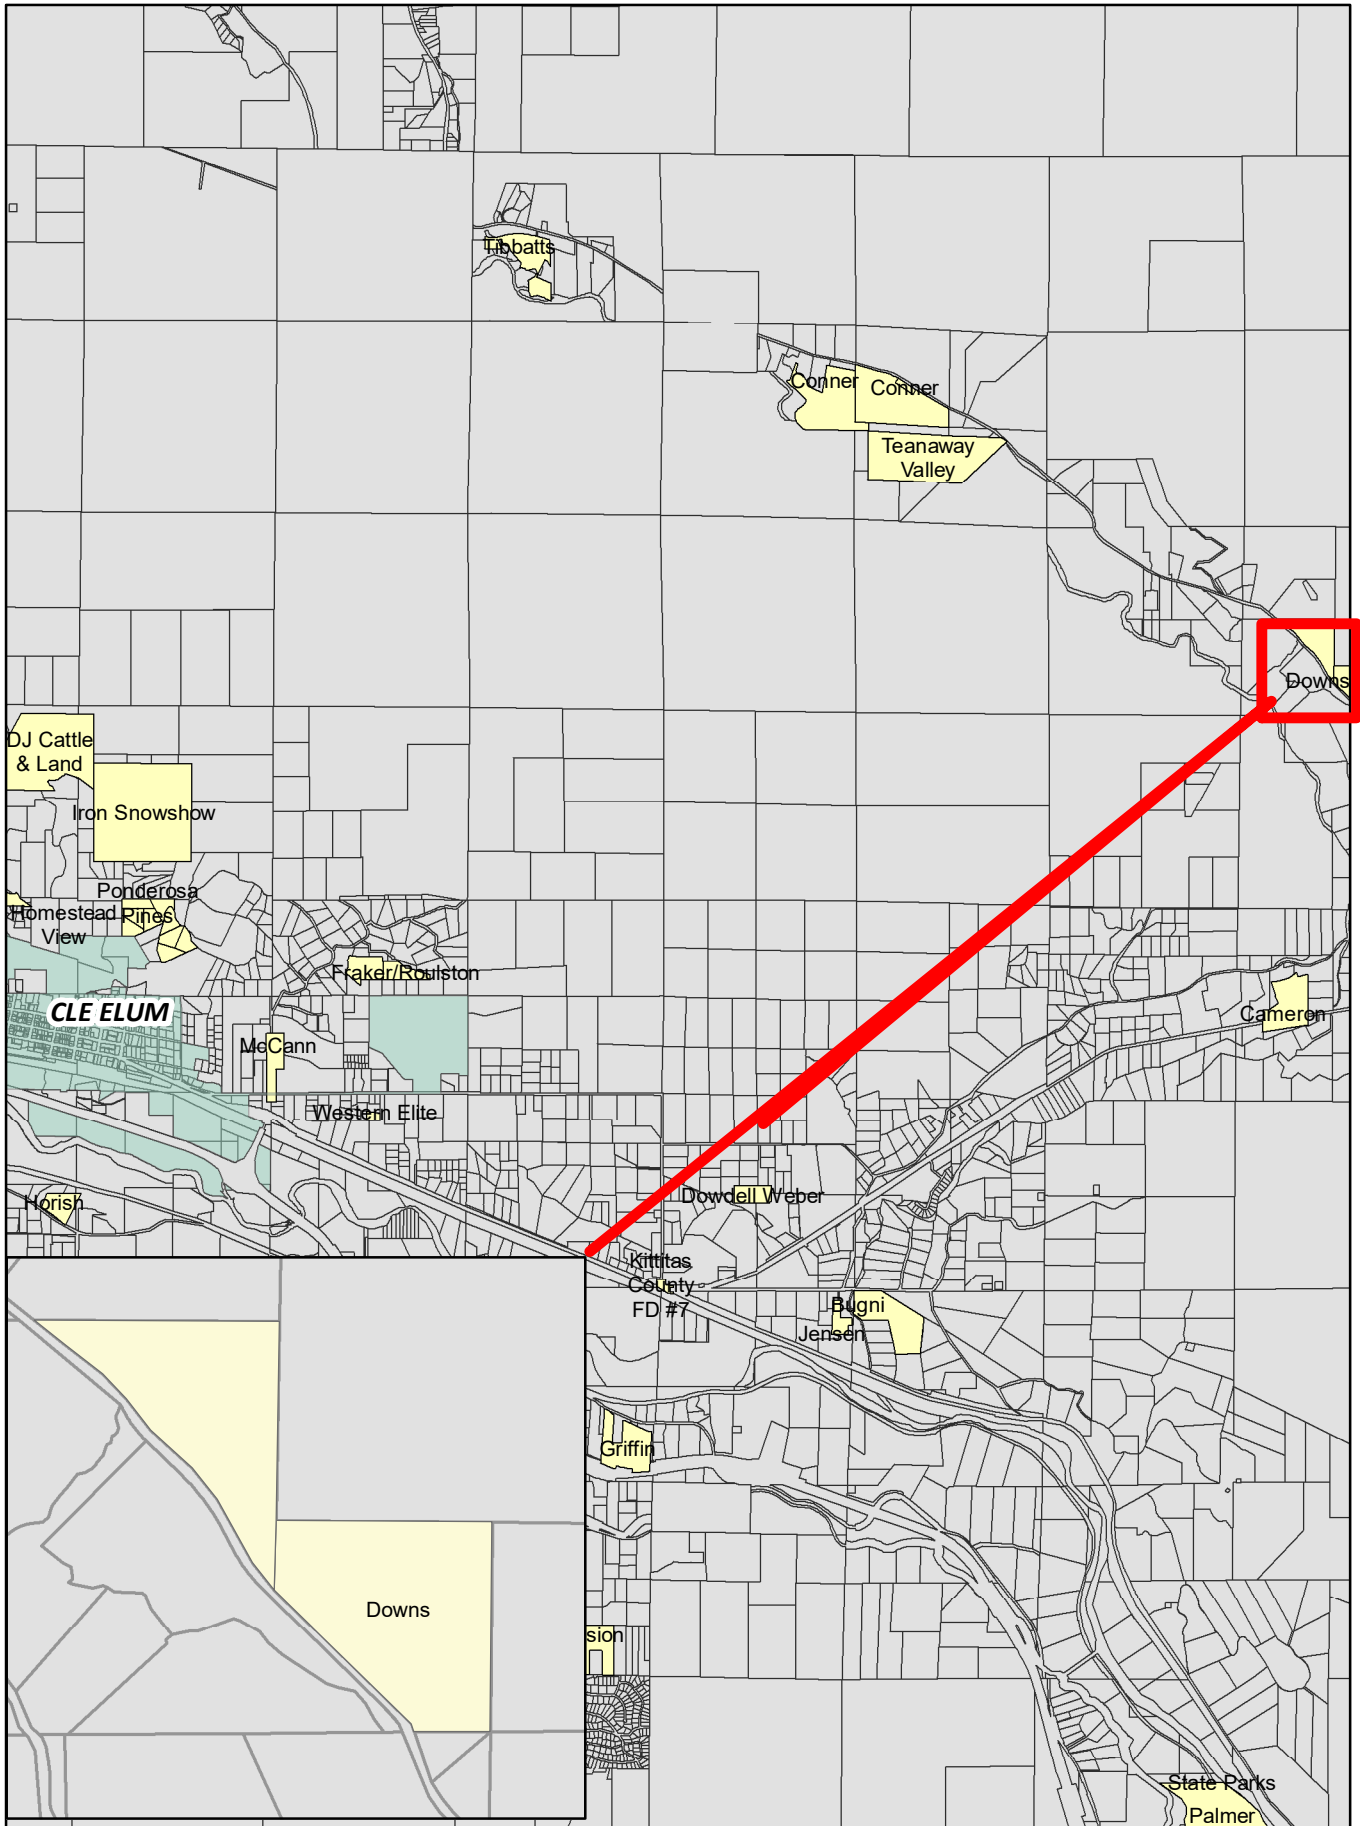 Tibbatts
Conner
Conner
Teanaway
Valley
Downs
DJ Cattle
& Land
Iron Snowshow
Ponderosa
Pines
Homestead
View
Fraker/Roulston
CLE ELUM
McCann
Cameron
Western Elite
Dowdell Weber
Horish
Kittitas
County
FD #7
Bugni
Jensen
Griffin
Downs
sion
State Parks
Palmer